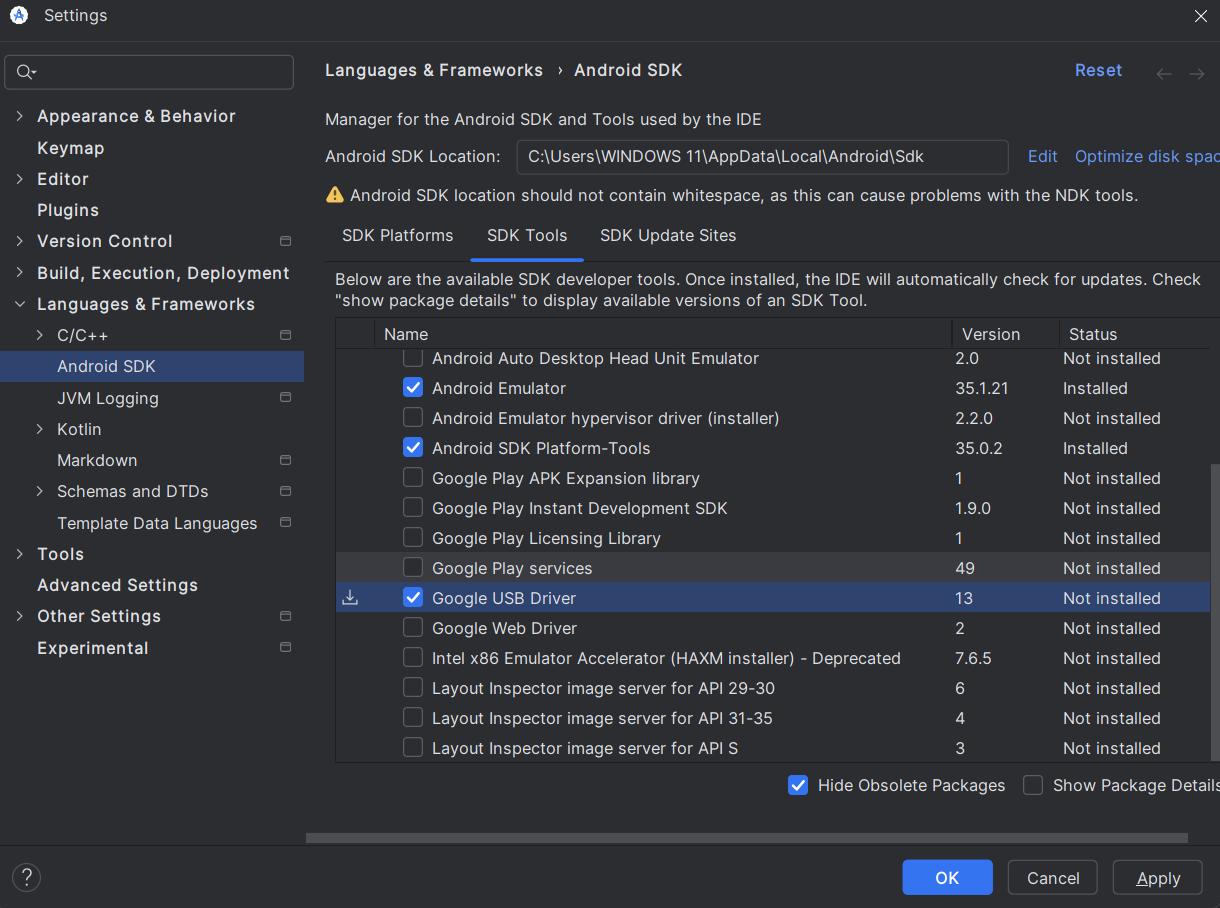 Settings
Appearance & Behavior
Keymap
Editor
Plugins
Version Control
Build, Execution, Deployment
Languages & Frameworks
C/C++
Android SDK
JVM Logging
Kotlin
Markdown
Schemas and DTDs
Template Data Languages
Tools
Advanced Settings
Other Settings
Experimental
Languages & Frameworks › Android SDK Reset
Manager for the Android SDK and Tools used by the IDE
Android SDK Location: C:\Users\WINDOWS 11\AppData\Local\Android\Sdk Edit Optimize disk spac
Android SDK location should not contain whitespace, as this can cause problems with the NDK tools.
SDK Platforms SDK Tools SDK Update Sites
Below are the available SDK developer tools. Once installed, the IDE will automatically check for updates. Check
"show package details" to display available versions of an SDK Tool.
Name Version Status
Android Auto Desktop Head Unit Emulator 2.0 Not installed
Android Emulator 35.1.21 Installed
Android Emulator hypervisor driver (installer) 2.2.0 Not installed
Android SDK Platform-Tools 35.0.2 Installed
Google Play APK Expansion library 1 Not installed
Google Play Instant Development SDK 1.9.0 Not installed
Google Play Licensing Library 1 Not installed
Google Play services 49 Not installed
Google USB Driver 13 Not installed
Google Web Driver 2 Not installed
Intel x86 Emulator Accelerator (HAXM installer) - Deprecated 7.6.5 Not installed
Layout Inspector image server for API 29-30 6 Not installed
Layout Inspector image server for API 31-35 4 Not installed
Layout Inspector image server for API S 3 Not installed
Hide Obsolete Packages Show Package Details
? OK Cancel Apply